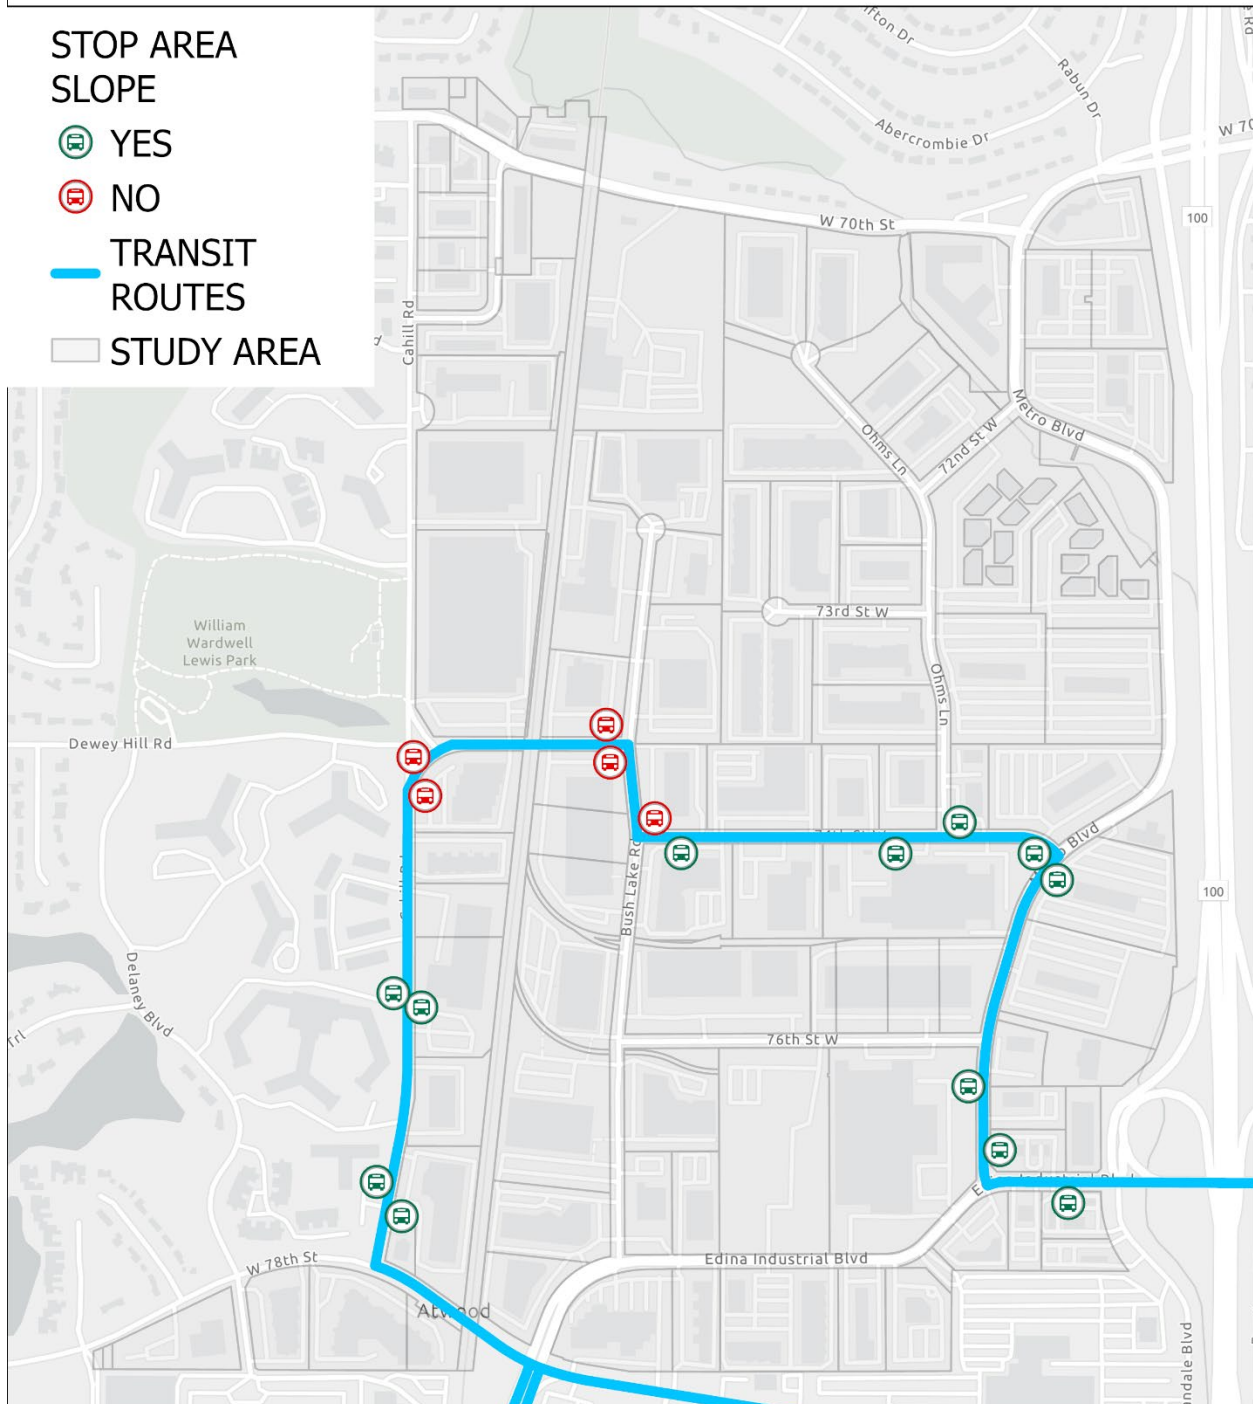 STOP AREA
SLOPE
YES
NO
TRANSIT
ROUTES
STUDY AREA
Rabun Dr
Abercrombie Dr
W 70th St
100
Cahill Rd
Metro Blvd
72nd St W
Ohms Ln
73rd St W
William
Wardwell
Lewis Park
Ohms Ln
Dewey Hill Rd
Bush Lake Rd
100
Delaney Blvd
Trl
76th St W
W 78th St
Edina Industrial Blvd
Atwood